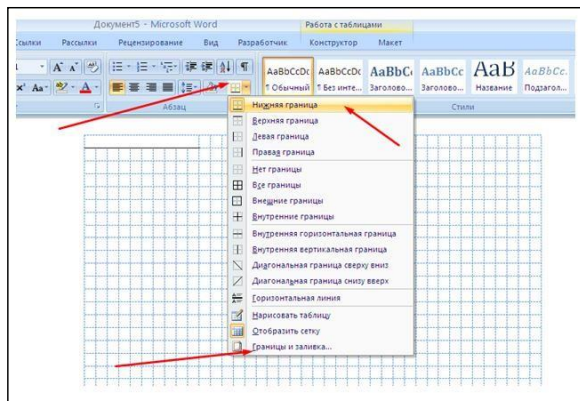 Документ5 - Microsoft Word
Работа с таблицами
Ссылки Рассылки Рецензирование Вид Разработчик Конструктор Макет
AaBbCcDc AaBbCcDc AaBbC AaBbCc АаВ AaBbCc.
¶ Обычный ¶ Без инте... Заголово... Заголово... Название Подзагол...
Абзац Стили
Нижняя граница
Верхняя граница
Левая граница
Правая граница
Нет границы
Все границы
Внешние границы
Внутренние границы
Внутренняя горизонтальная граница
Внутренняя вертикальная граница
Диагональная граница сверху вниз
Диагональная граница снизу вверх
Горизонтальная линия
Нарисовать таблицу
Отобразить сетку
Границы и заливка...